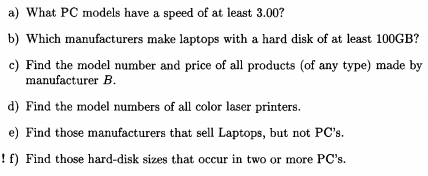 a) What PC models have a speed of at least 3.00?
b) Which manufacturers make laptops with a hard disk of at least 100GB?
c) Find the model number and price of all products (of any type) made by
manufacturer B.
d) Find the model numbers of all color laser printers.
e) Find those manufacturers that sell Laptops, but not PC's.
! f) Find those hard-disk sizes that occur in two or more PC's.